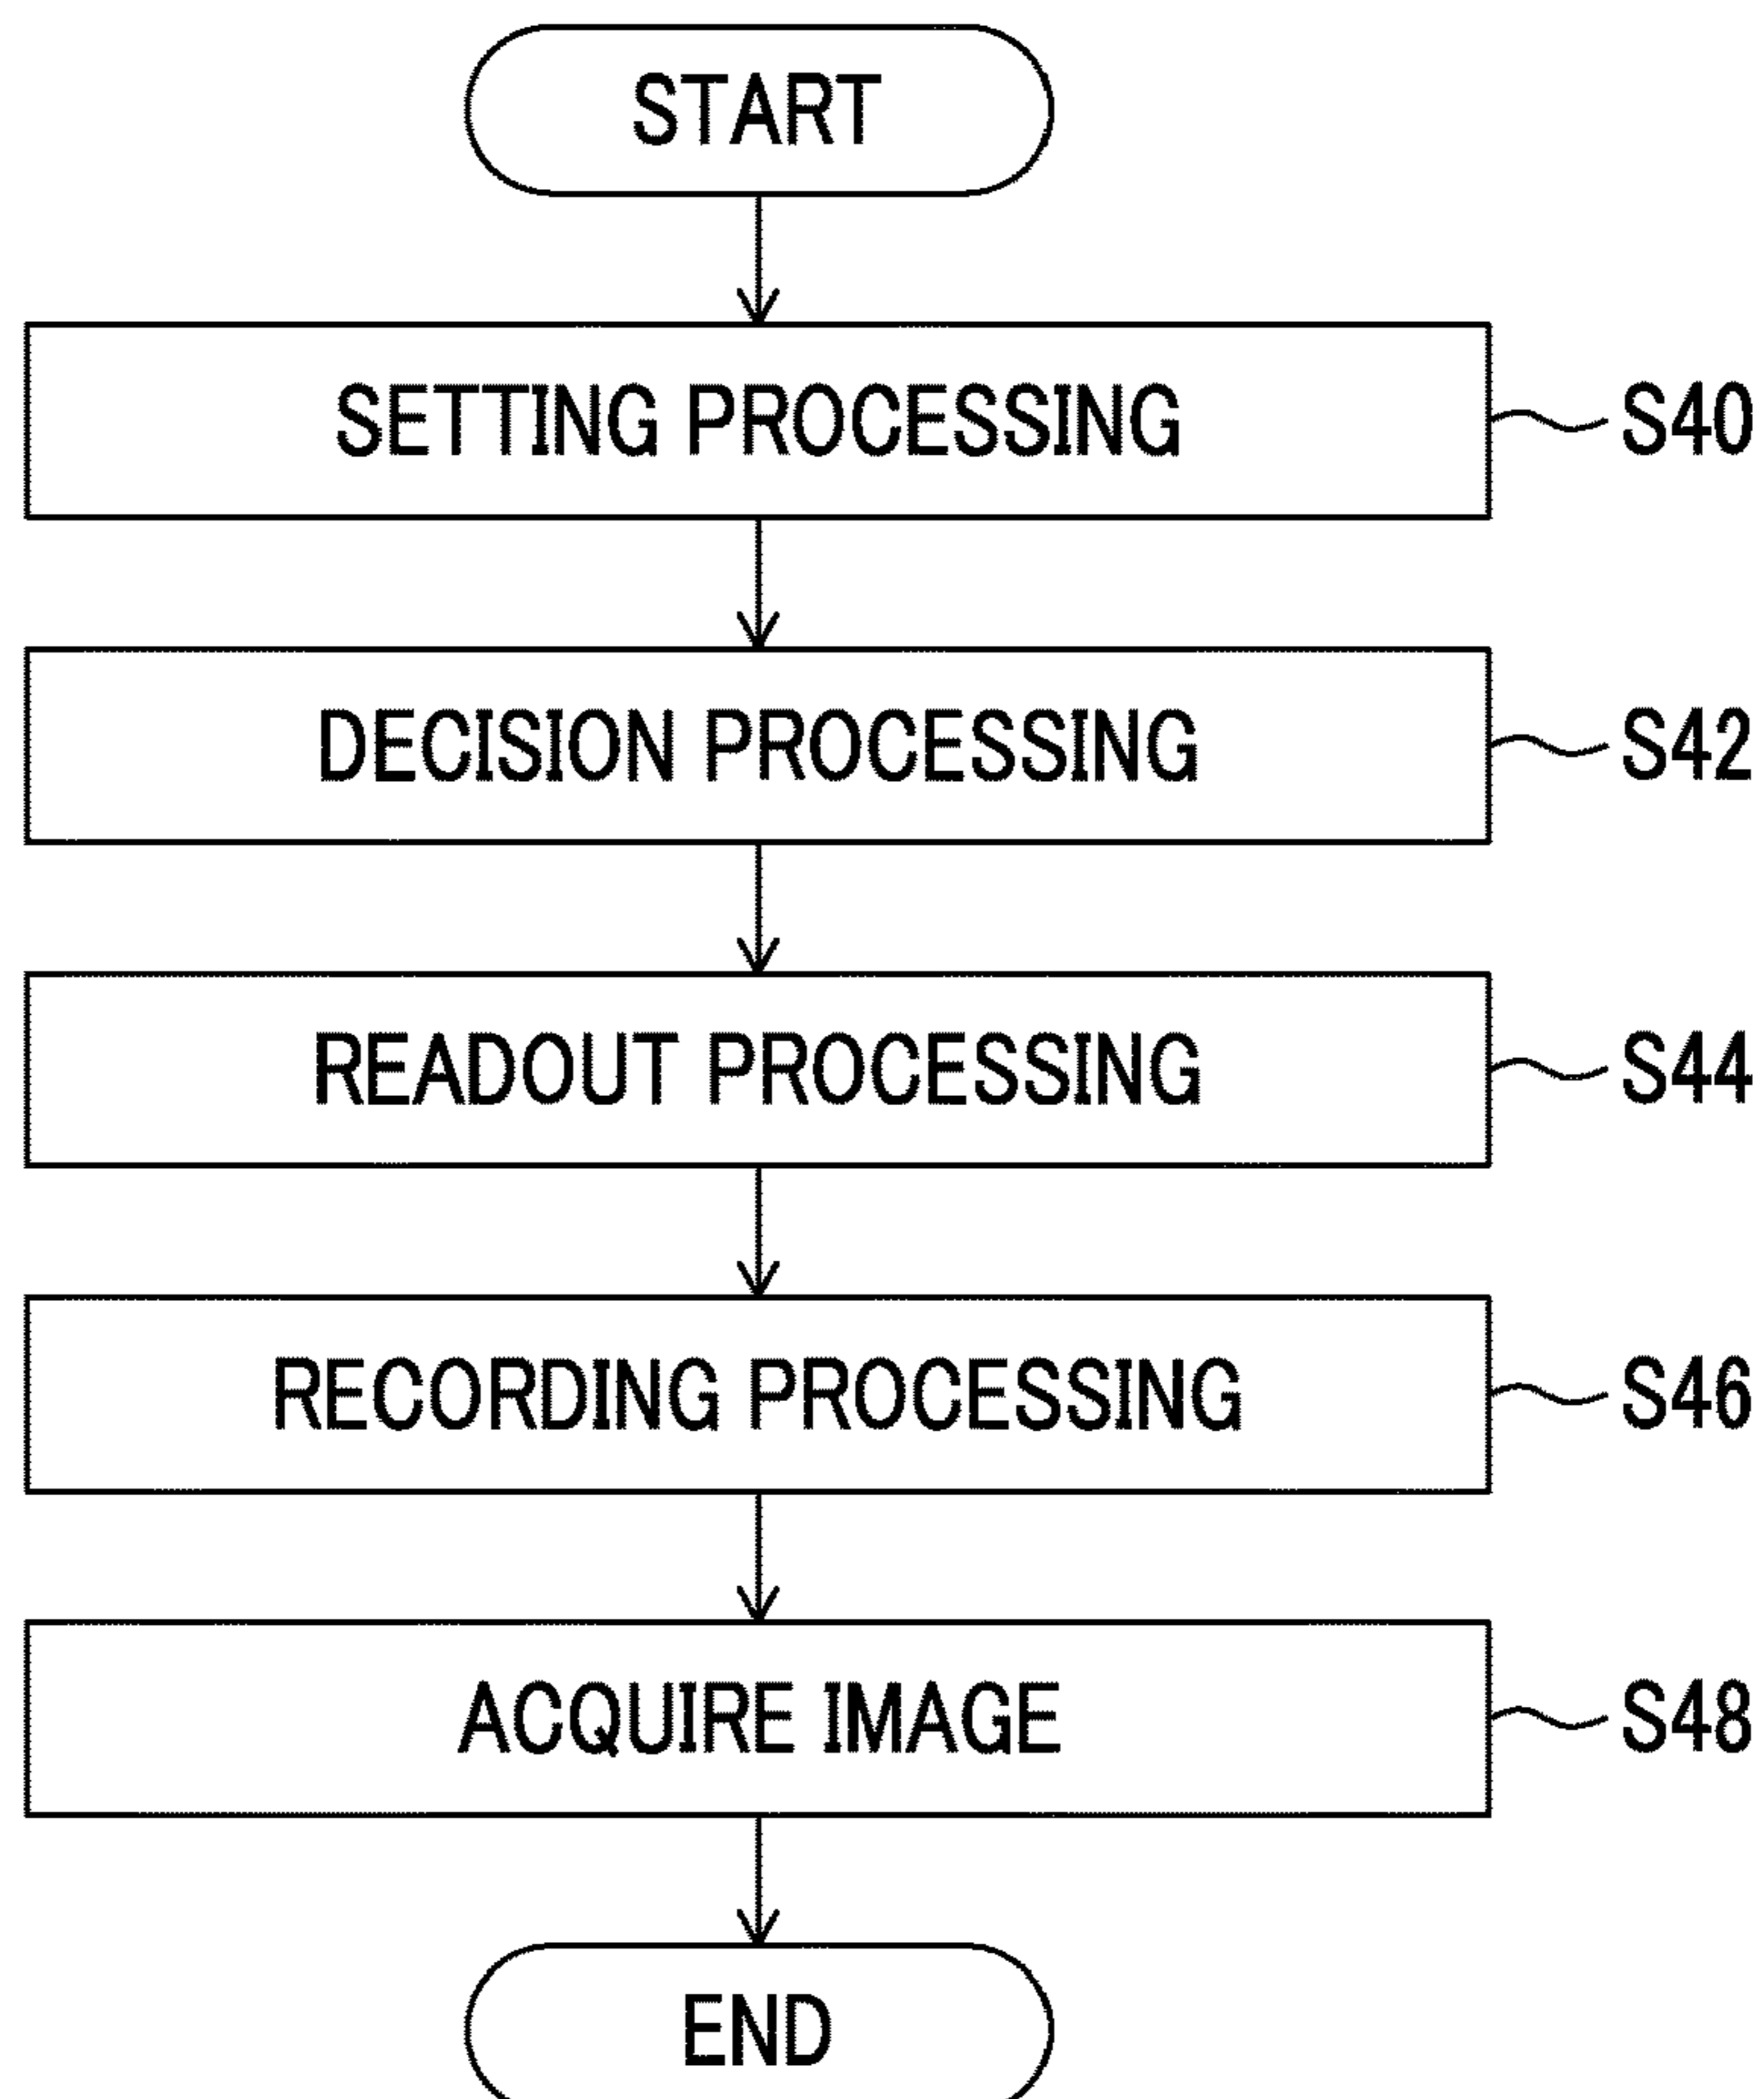 START
SETTING PROCESSING S40
DECISION PROCESSING S42
READOUT PROCESSING S44
RECORDING PROCESSING S46
ACQUIRE IMAGE S48
END